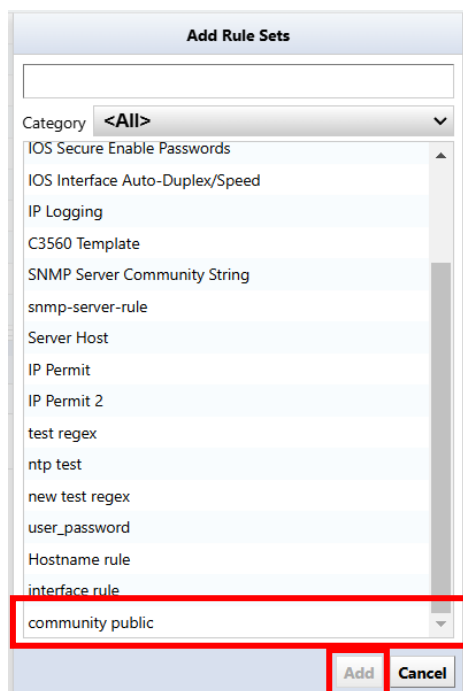 Add Rule Sets
Category <All>
IOS Secure Enable Passwords
IOS Interface Auto-Duplex/Speed
IP Logging
C3560 Template
SNMP Server Community String
snmp-server-rule
Server Host
IP Permit
IP Permit 2
test regex
ntp test
new test regex
user_password
Hostname rule
interface rule
community public
Add Cancel